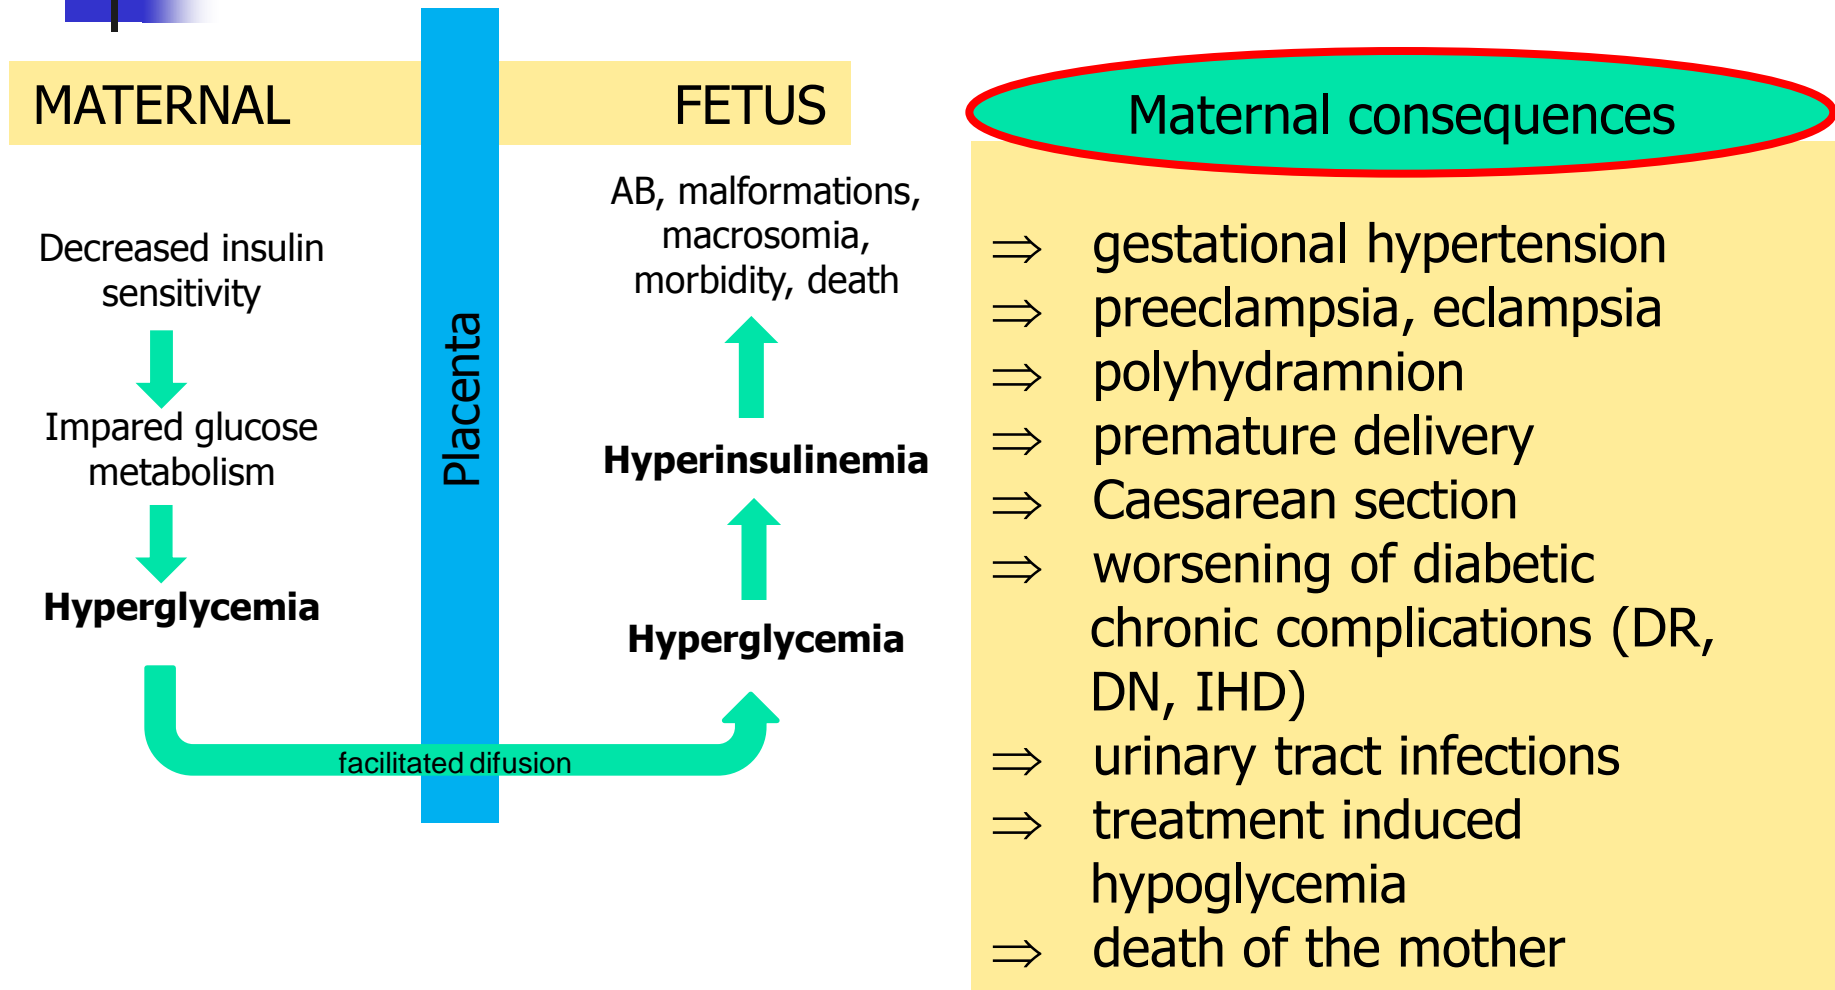 MATERNAL
FETUS
Decreased insulin
sensitivity
Impared glucose
metabolism
Hyperglycemia
facilitated difusion
Placenta
AB, malformations,
macrosomia,
morbidity, death
Hyperinsulinemia
Hyperglycemia
Maternal consequences
⇒ gestational hypertension
⇒ preeclampsia, eclampsia
⇒ polyhydramnion
⇒ premature delivery
⇒ Caesarean section
⇒ worsening of diabetic
chronic complications (DR,
DN, IHD)
⇒ urinary tract infections
⇒ treatment induced
hypoglycemia
⇒ death of the mother